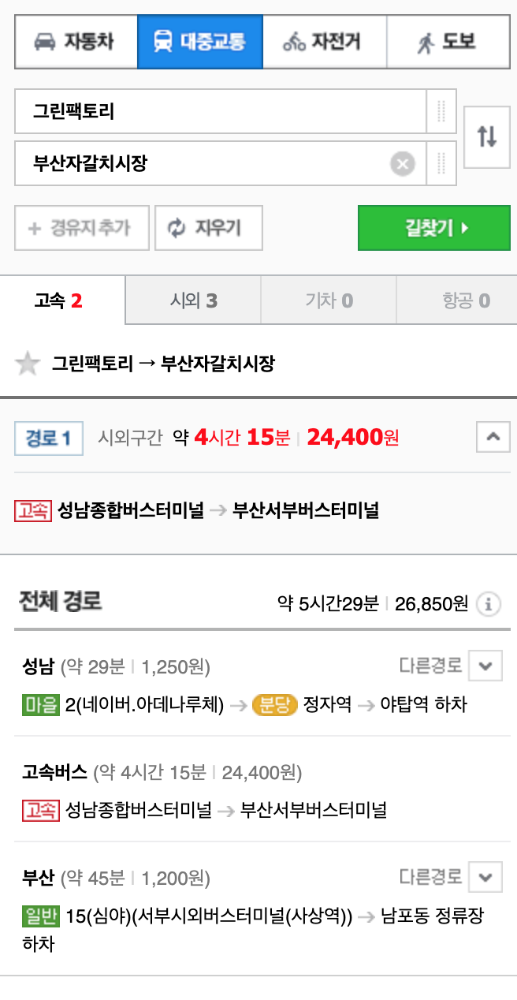 자동차 대중교통 자전거 도보
그린팩토리
부산자갈치시장
+ 경유지 추가 지우기 길찾기
고속 2 시외 3 기차 0 항공 0
그린팩토리 → 부산자갈치시장
경로 1 시외구간 약 4시간 15분 | 24,400원
고속 성남종합버스터미널 → 부산서부버스터미널
전체 경로 약 5시간29분 | 26,850원
성남 (약 29분 | 1,250원) 다른경로
마을 2(네이버.아데나루체) → 분당 정자역 → 야탑역 하차
고속버스 (약 4시간 15분 | 24,400원)
고속 성남종합버스터미널 → 부산서부버스터미널
부산 (약 45분 | 1,200원) 다른경로
일반 15(심야)(서부시외버스터미널(사상역)) → 남포동 정류장
하차